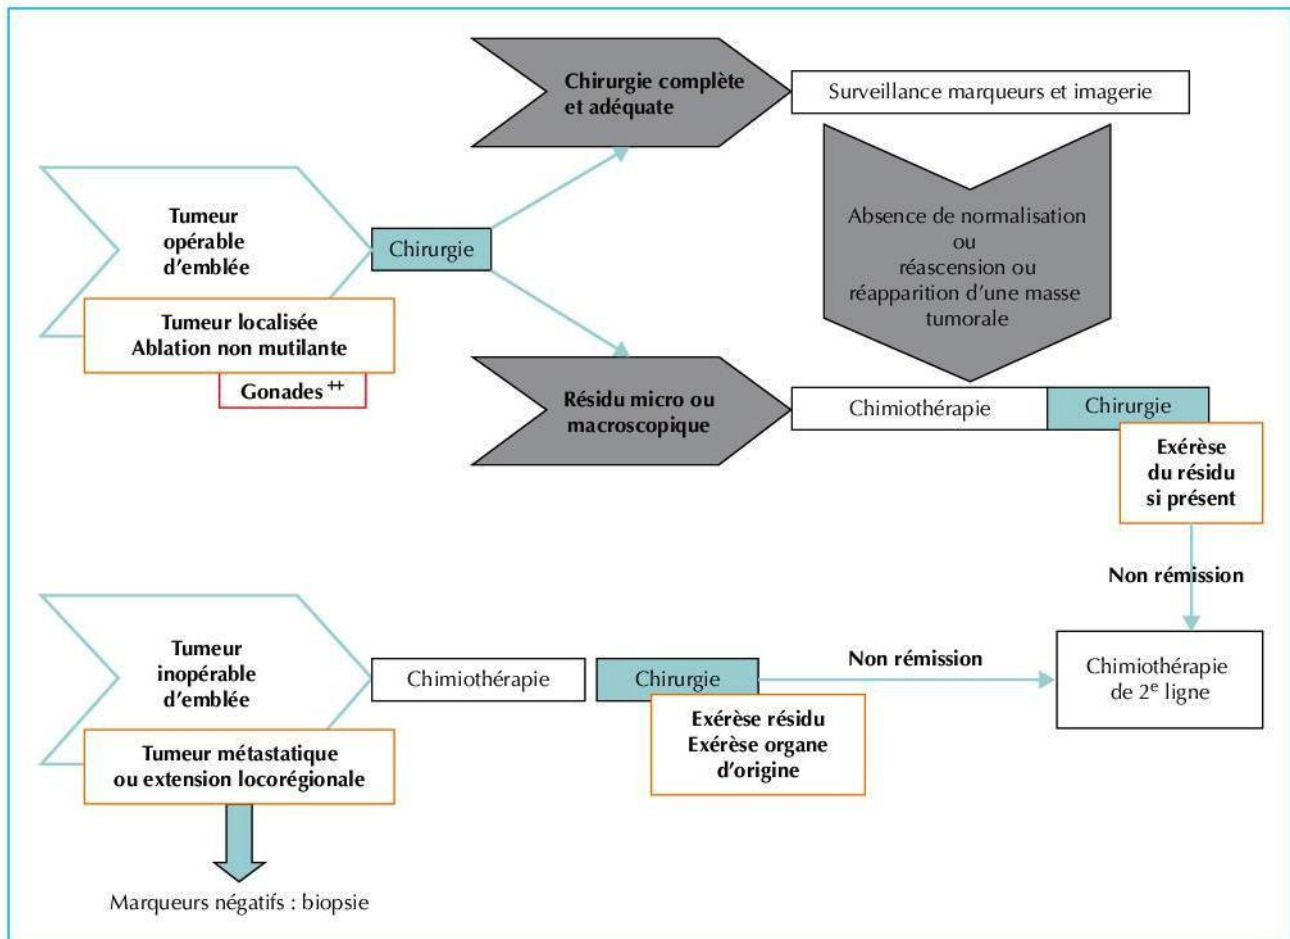 Chirurgie complète
et adéquate
Surveillance marqueurs et imagerie
Tumeur
opérable
d'emblée
Chirurgie
Absence de normalisation
ou
réascension ou
réapparition d'une masse
tumorale
Tumeur localisée
Ablation non mutilante
Gonades ++
Résidu micro ou
macroscopique
Chimiothérapie
Chirurgie
Exérèse
du résidu
si présent
Non rémission
Tumeur
inopérable
d'emblée
Chimiothérapie
Chirurgie
Non rémission
Chimiothérapie
de 2e ligne
Exérèse résidu
Exérèse organe
d'origine
Tumeur métastatique
ou extension locorégionale
Marqueurs négatifs : biopsie